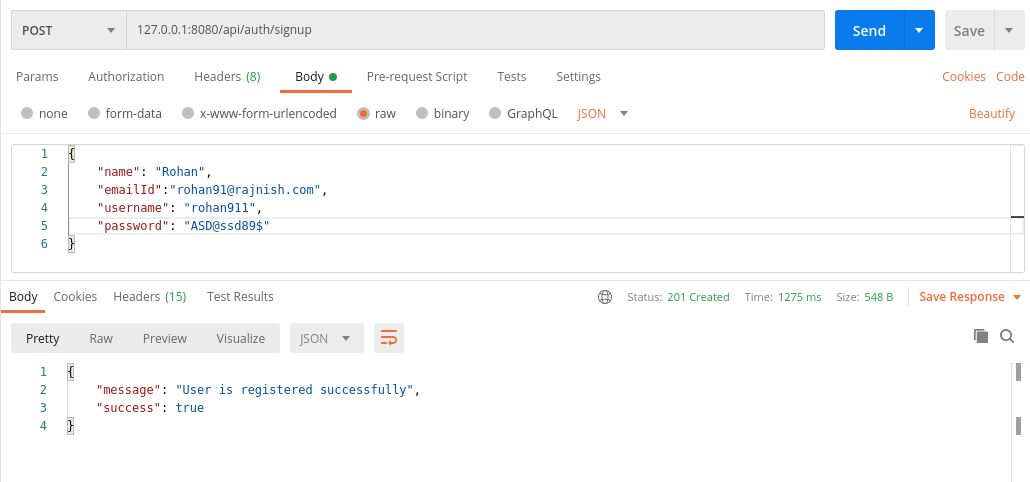 POST 127.0.0.1:8080/api/auth/signup Send Save
Params Authorization Headers (8) Body Pre-request Script Tests Settings Cookies Code
none form-data x-www-form-urlencoded raw binary GraphQL JSON Beautify
1 {
2 "name": "Rohan",
3 "emailId":"rohan91@rajnish.com",
4 "username": "rohan911",
5 "password": "ASD@ssd89$"
6 }
Body Cookies Headers (15) Test Results Status: 201 Created Time: 1275 ms Size: 548 B Save Response
Pretty Raw Preview Visualize JSON
1 {
2 "message": "User is registered successfully",
3 "success": true
4 }